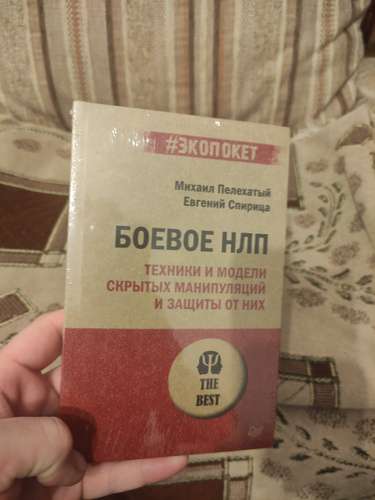 #ЭКОПОКЕТ
Михаил Пелехатый
Евгений Спирица
БОЕВОЕ НЛП
ТЕХНИКИ И МОДЕЛИ
СКРЫТЫХ МАНИПУЛЯЦИЙ
И ЗАЩИТЫ ОТ НИХ
THE
BEST